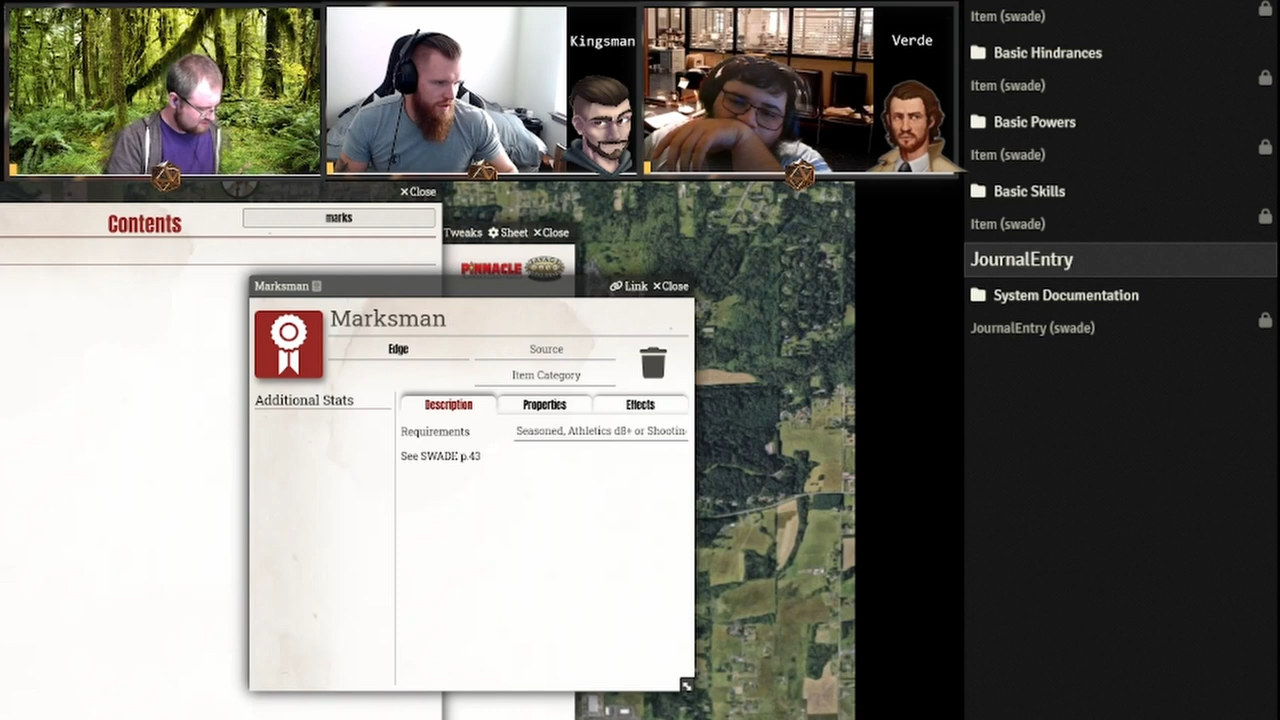 Kingsman
Verde
Item (swade)
Basic Hindrances
Item (swade)
Basic Powers
Item (swade)
Basic Skills
Item (swade)
JournalEntry
System Documentation
JournalEntry (swade)
Close
Contents
marks
Tweaks Sheet Close
PINNACLE
SAVAGE
Marksman
Link Close
Marksman
Edge
Source
Item Category
Additional Stats
Description
Properties
Effects
Requirements
Seasoned, Athletics d8+ or Shootin
See SWADE p.43